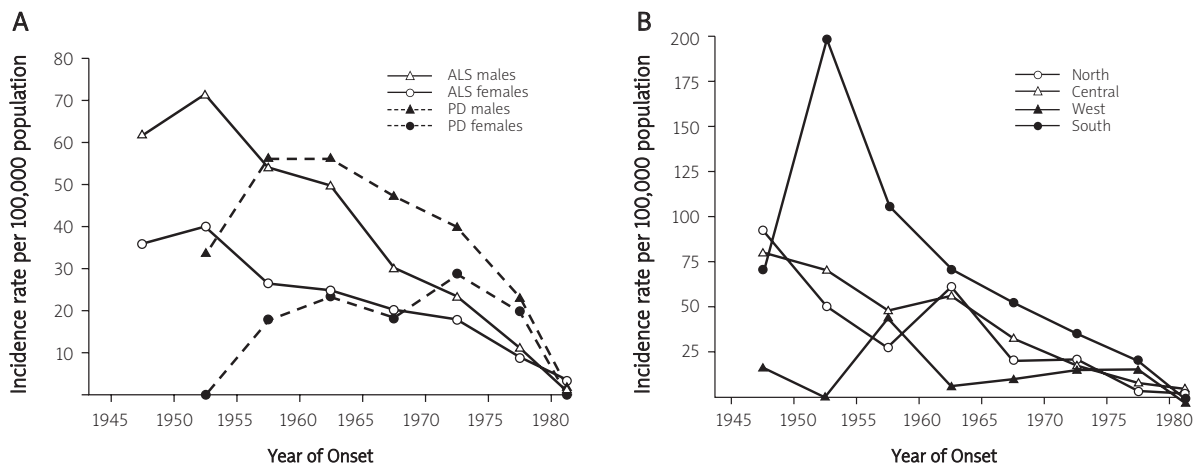 A
Incidence rate per 100,000 population
80
70
60
50
40
30
20
10
1945 1950 1955 1960 1965 1970 1975 1980
Year of Onset
ALS males
ALS females
PD males
PD females
B
Incidence rate per 100,000 population
200
175
150
125
100
75
50
25
1945 1950 1955 1960 1965 1970 1975 1980
Year of Onset
North
Central
West
South